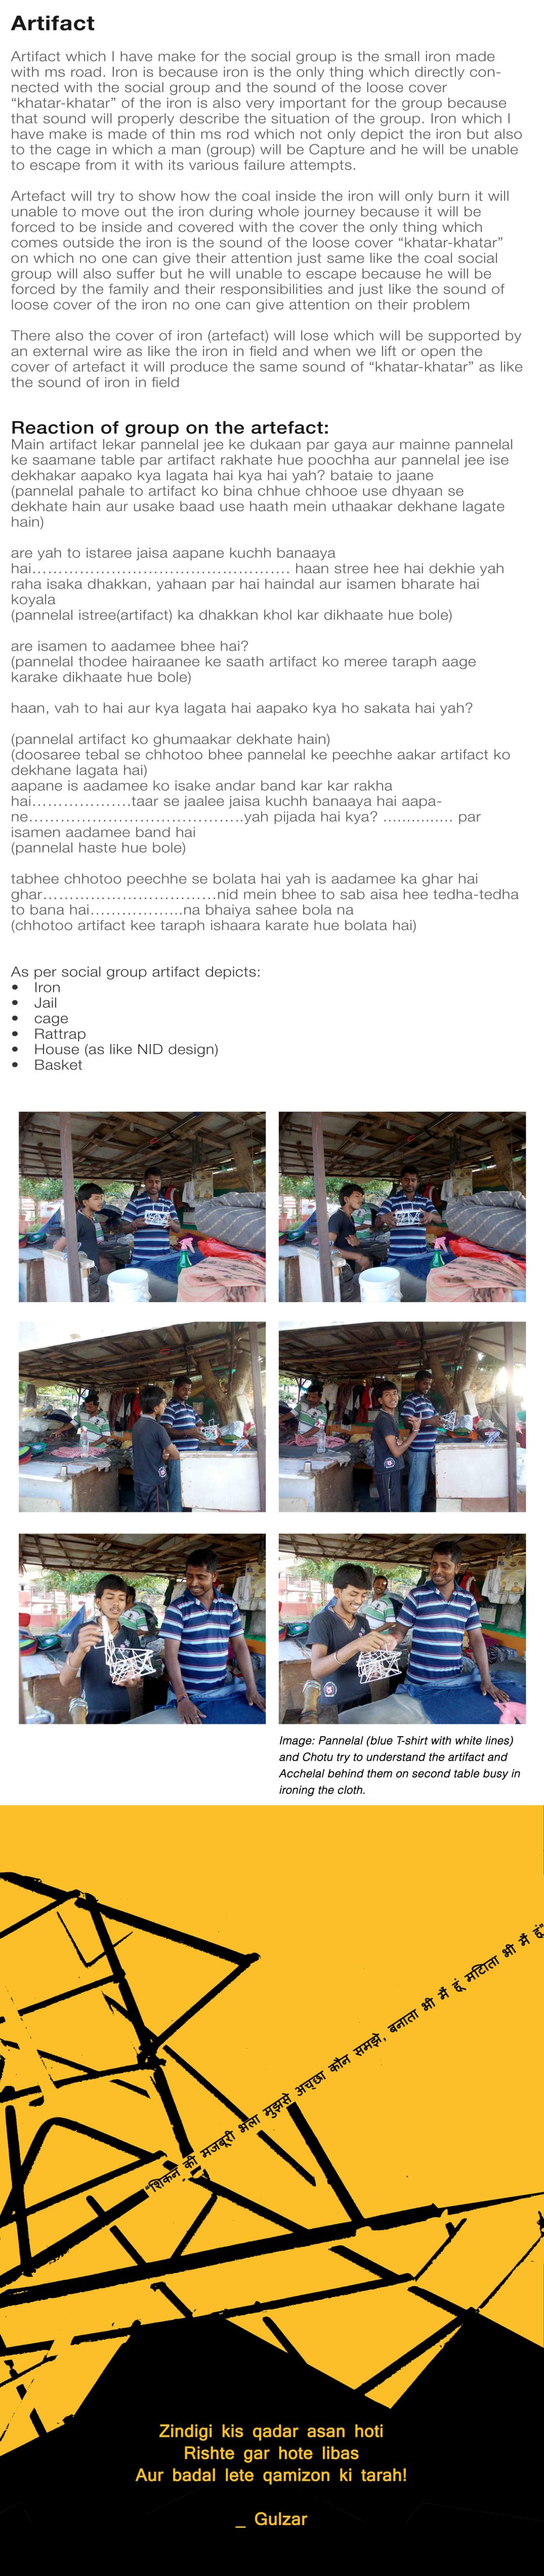 Artifact
Artifact which I have make for the social group is the small iron made
with ms road. Iron is because iron is the only thing which directly con-
nected with the social group and the sound of the loose cover
“khatar-khatar” of the iron is also very important for the group because
that sound will properly describe the situation of the group. Iron which I
have make is made of thin ms rod which not only depict the iron but also
to the cage in which a man (group) will be Capture and he will be unable
to escape from it with its various failure attempts.
Artefact will try to show how the coal inside the iron will only burn it will
unable to move out the iron during whole journey because it will be
forced to be inside and covered with the cover the only thing which
comes outside the iron is the sound of the loose cover “khatar-khatar”
on which no one can give their attention just same like the coal social
group will also suffer but he will unable to escape because he will be
forced by the family and their responsibilities and just like the sound of
loose cover of the iron no one can give attention on their problem
There also the cover of iron (artefact) will lose which will be supported by
an external wire as like the iron in field and when we lift or open the
cover of artefact it will produce the same sound of “khatar-khatar” as like
the sound of iron in field
Reaction of group on the artefact:
Main artifact lekar pannelal jee ke dukaan par gaya aur mainne pannelal
ke saamane table par artifact rakhate hue poochha aur pannelal jee ise
dekhakar aapako kya lagata hai kya hai yah? bataie to jaane
(pannelal pahale to artifact ko bina chhue chhooe use dhyaan se
dekhate hain aur usake baad use haath mein uthaakar dekhane lagate
hain)
are yah to istaree jaisa aapane kuchh banaaya
hai………………………………………… haan stree hee hai dekhie yah
raha isaka dhakkan, yahaan par hai haindal aur isamen bharate hai
koyala
(pannelal istree(artifact) ka dhakkan khol kar dikhaate hue bole)
are isamen to aadamee bhee hai?
(pannelal thodee hairaanee ke saath artifact ko meree taraph aage
karake dikhaate hue bole)
haan, vah to hai aur kya lagata hai aapako kya ho sakata hai yah?
(pannelal artifact ko ghumaakar dekhate hain)
(doosaree tebal se chhotoo bhee pannelal ke peechhe aakar artifact ko
dekhane lagata hai)
aapane is aadamee ko isake andar band kar kar rakha
hai………………taar se jaalee jaisa kuchh banaaya hai aapa-
ne………………………………….yah pijada hai kya? ............... par
isamen aadamee band hai
(pannelal haste hue bole)
tabhee chhotoo peechhe se bolata hai yah is aadamee ka ghar hai
ghar……………………………nid mein bhee to sab aisa hee tedha-tedha
to bana hai……………..na bhaiya sahee bola na
(chhotoo artifact kee taraph ishaara karate hue bolata hai)
As per social group artifact depicts:
• Iron
• Jail
• cage
• Rattrap
• House (as like NID design)
• Basket
Image: Pannelal (blue T-shirt with white lines)
and Chotu try to understand the artifact and
Acchelal behind them on second table busy in
ironing the cloth.
“शिकन की मजबूरी भला मुझसे अच्छा कौन समझे, बनाता भी मैं हूं मिटाता भी मैं हूं”
Zindigi kis qadar asan hoti
Rishte gar hote libas
Aur badal lete qamizon ki tarah!
_ Gulzar